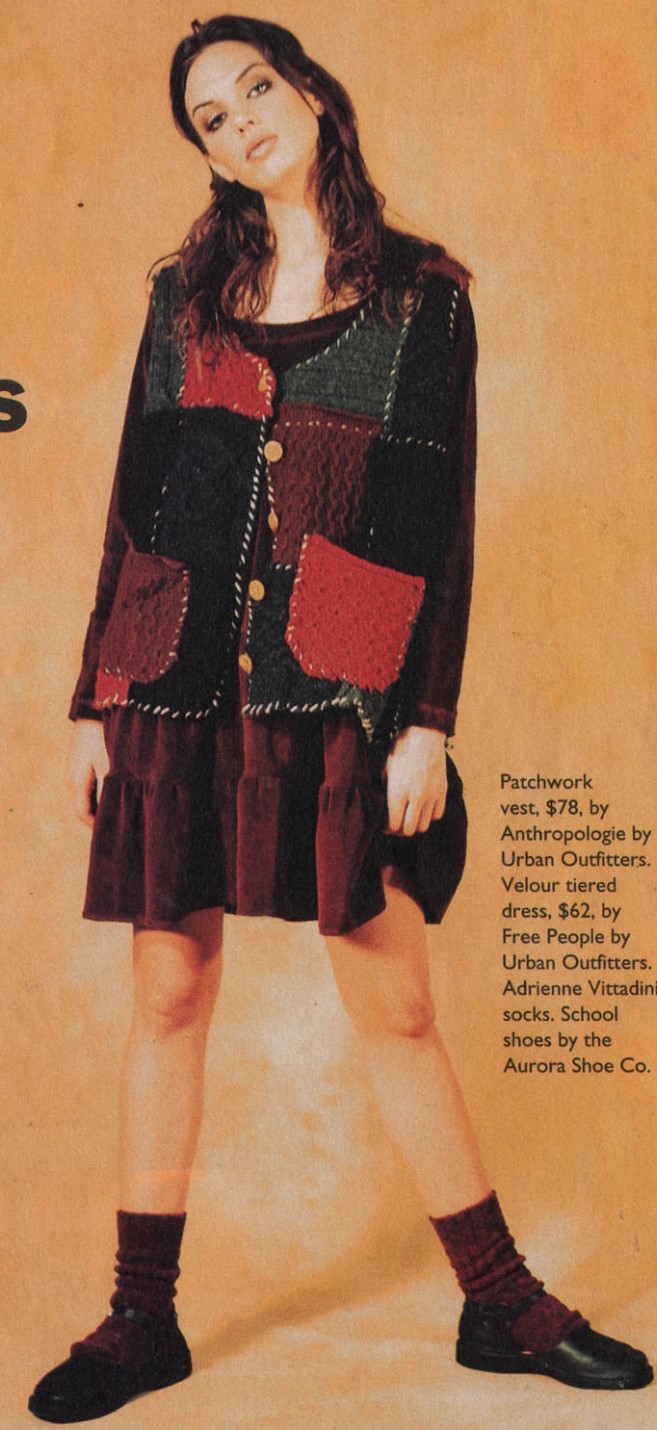 s
Patchwork
vest, $78, by
Anthropologie by
Urban Outfitters.
Velour tiered
dress, $62, by
Free People by
Urban Outfitters.
Adrienne Vittadini
socks. School
shoes by the
Aurora Shoe Co.